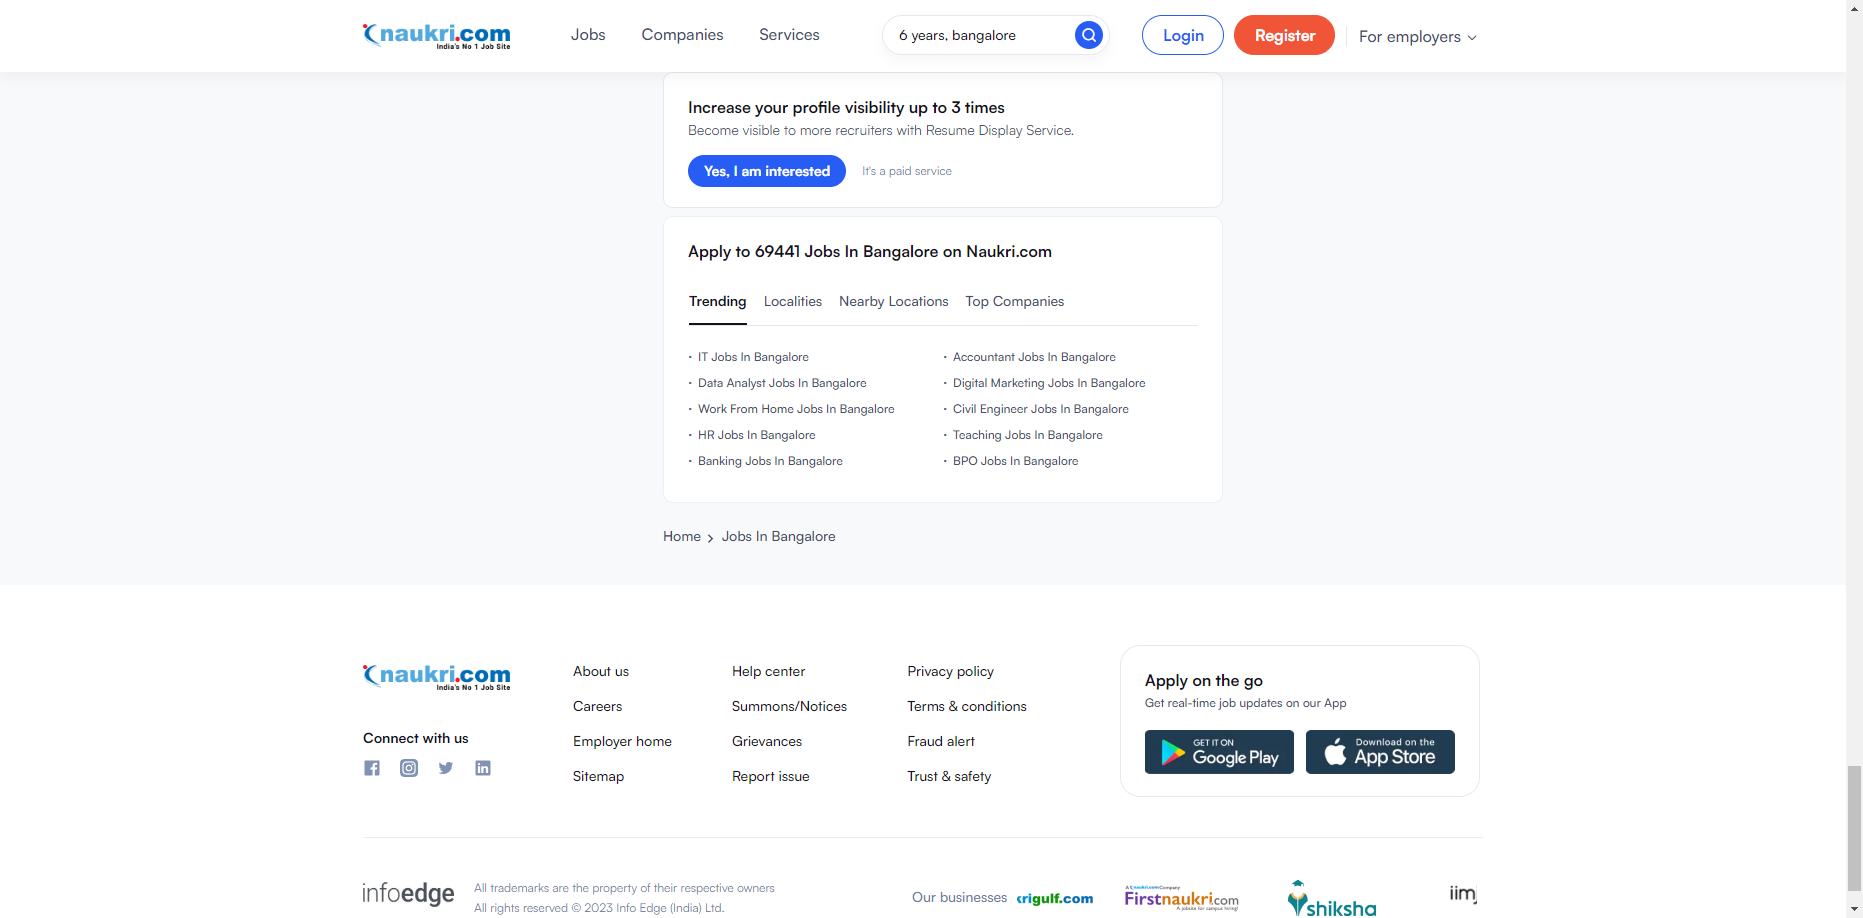 naukri.com
India's No 1 Job Site
Jobs
Companies
Services
6 years, bangalore
Login
Register
For employers
Increase your profile visibility up to 3 times
Become visible to more recruiters with Resume Display Service.
Yes, I am interested
It's a paid service
Apply to 69441 Jobs In Bangalore on Naukri.com
Trending
Localities
Nearby Locations
Top Companies
IT Jobs In Bangalore
Data Analyst Jobs In Bangalore
Work From Home Jobs In Bangalore
HR Jobs In Bangalore
Banking Jobs In Bangalore
Accountant Jobs In Bangalore
Digital Marketing Jobs In Bangalore
Civil Engineer Jobs In Bangalore
Teaching Jobs In Bangalore
BPO Jobs In Bangalore
Home > Jobs In Bangalore
naukri.com
India's No 1 Job Site
Connect with us
About us
Careers
Employer home
Sitemap
Help center
Summons/Notices
Grievances
Report issue
Privacy policy
Terms & conditions
Fraud alert
Trust & safety
Apply on the go
Get real-time job updates on our App
GET IT ON
Google Play
Download on the
App Store
infoedge
All trademarks are the property of their respective owners
All rights reserved © 2023 Info Edge (India) Ltd.
Our businesses
krigulf.com
A naukri.com Company
Firstnaukri.com
A jobsite for campus hiring!
shiksha
iimj